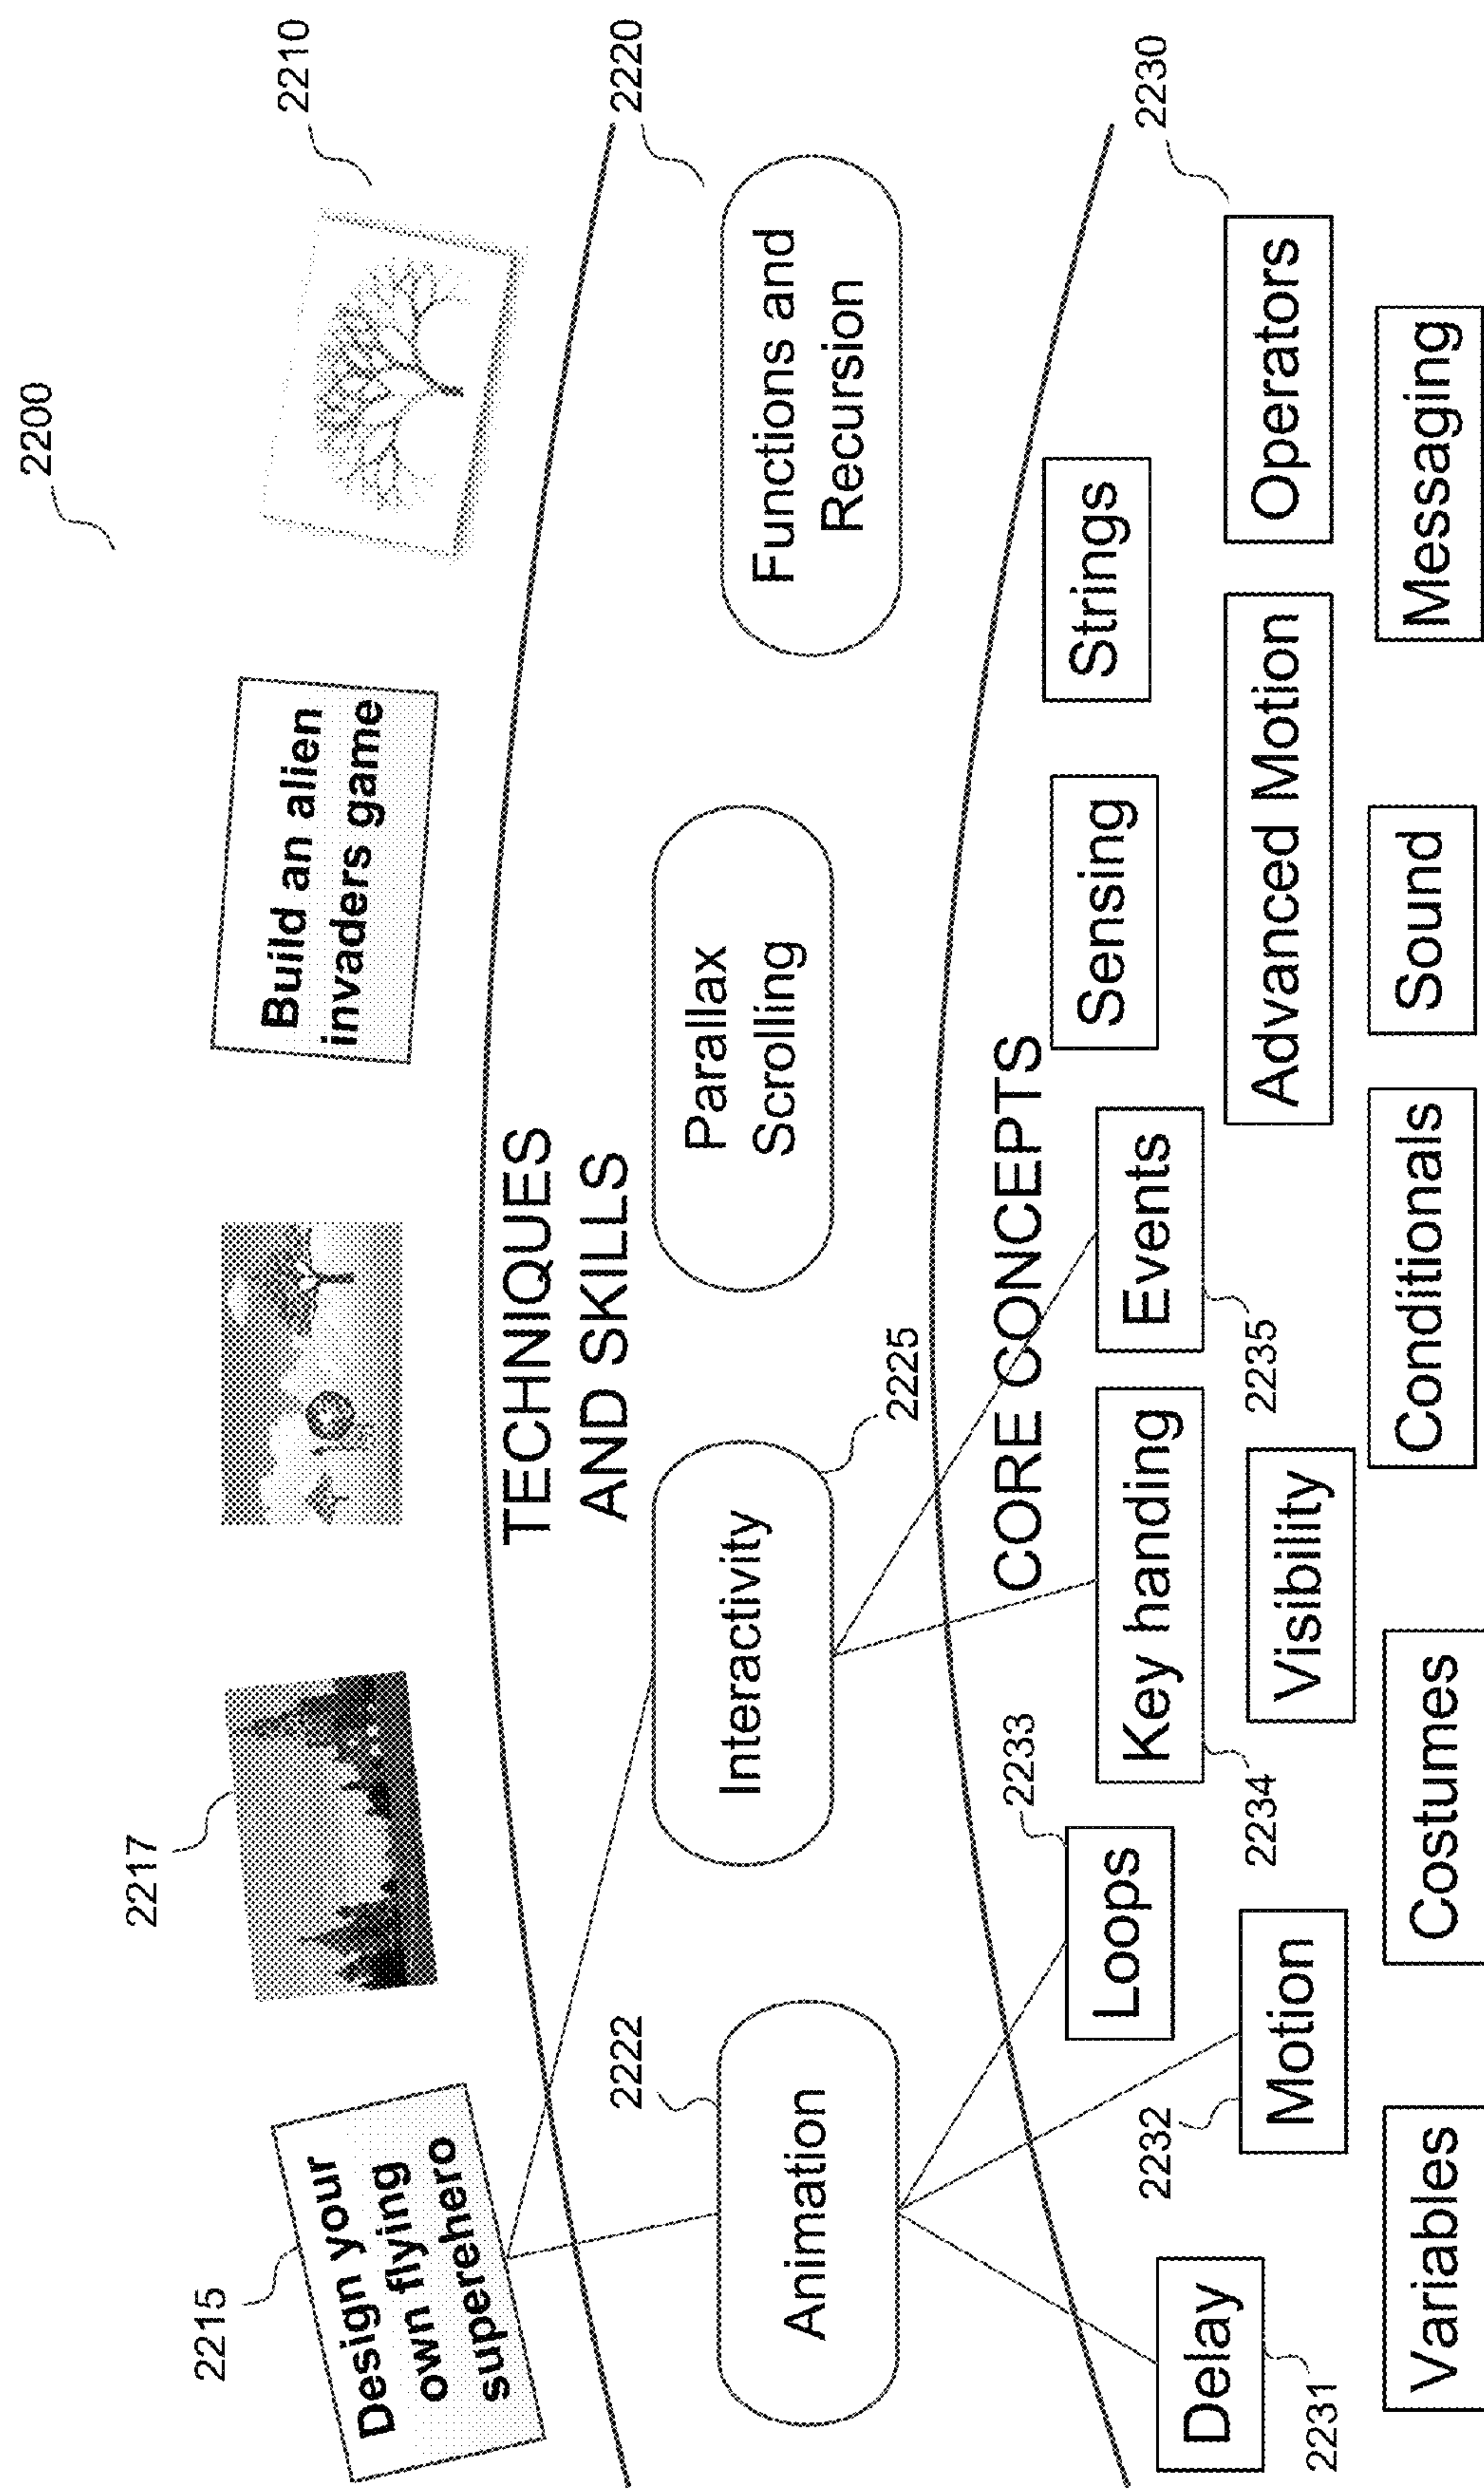 2200
2210
2217
2215
Design your
own flying
superehero
Build an alien
invaders game
TECHNIQUES
AND SKILLS
2220
2222
Animation
Interactivity
2225
Parallax
Scrolling
Functions and
Recursion
CORE CONCEPTS
2230
2233
Delay
2231
Loops
2232
Motion
Key handing
2234
Events
2235
Visibility
Sensing
Strings
Advanced Motion
Operators
Variables
Costumes
Conditionals
Sound
Messaging